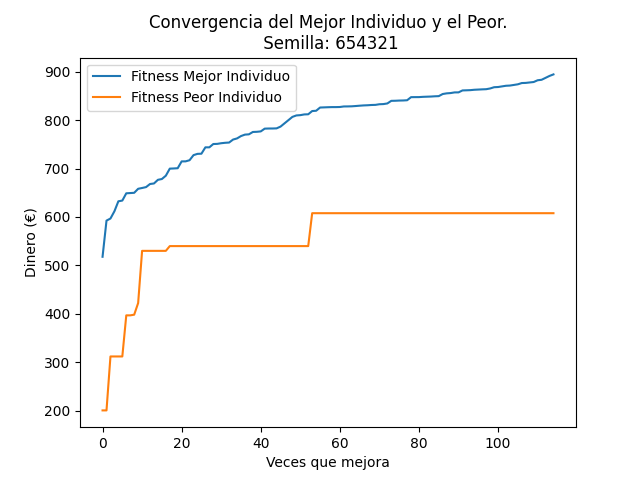 Convergencia del Mejor Individuo y el Peor.
Semilla: 654321
Fitness Mejor Individuo
Fitness Peor Individuo
900
800
700
600
500
400
300
200
Dinero (€)
0 20 40 60 80 100
Veces que mejora